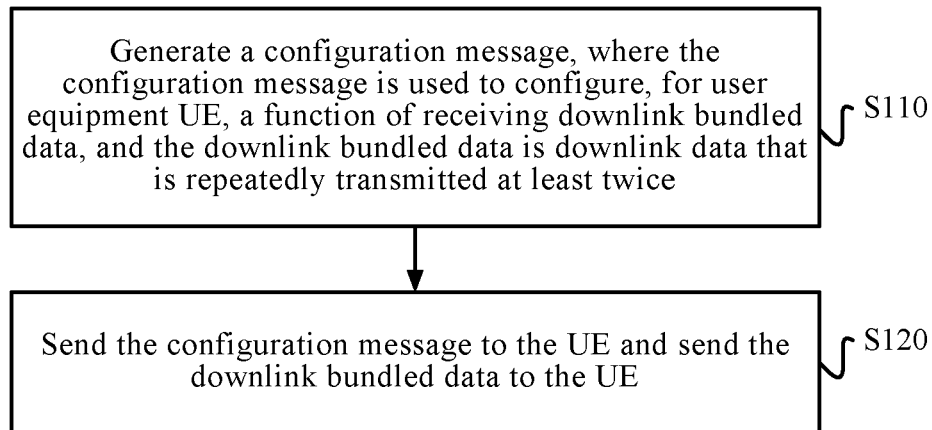 Generate a configuration message, where the
configuration message is used to configure, for user
equipment UE, a function of receiving downlink bundled
data, and the downlink bundled data is downlink data that
is repeatedly transmitted at least twice
S110
Send the configuration message to the UE and send the
downlink bundled data to the UE
S120